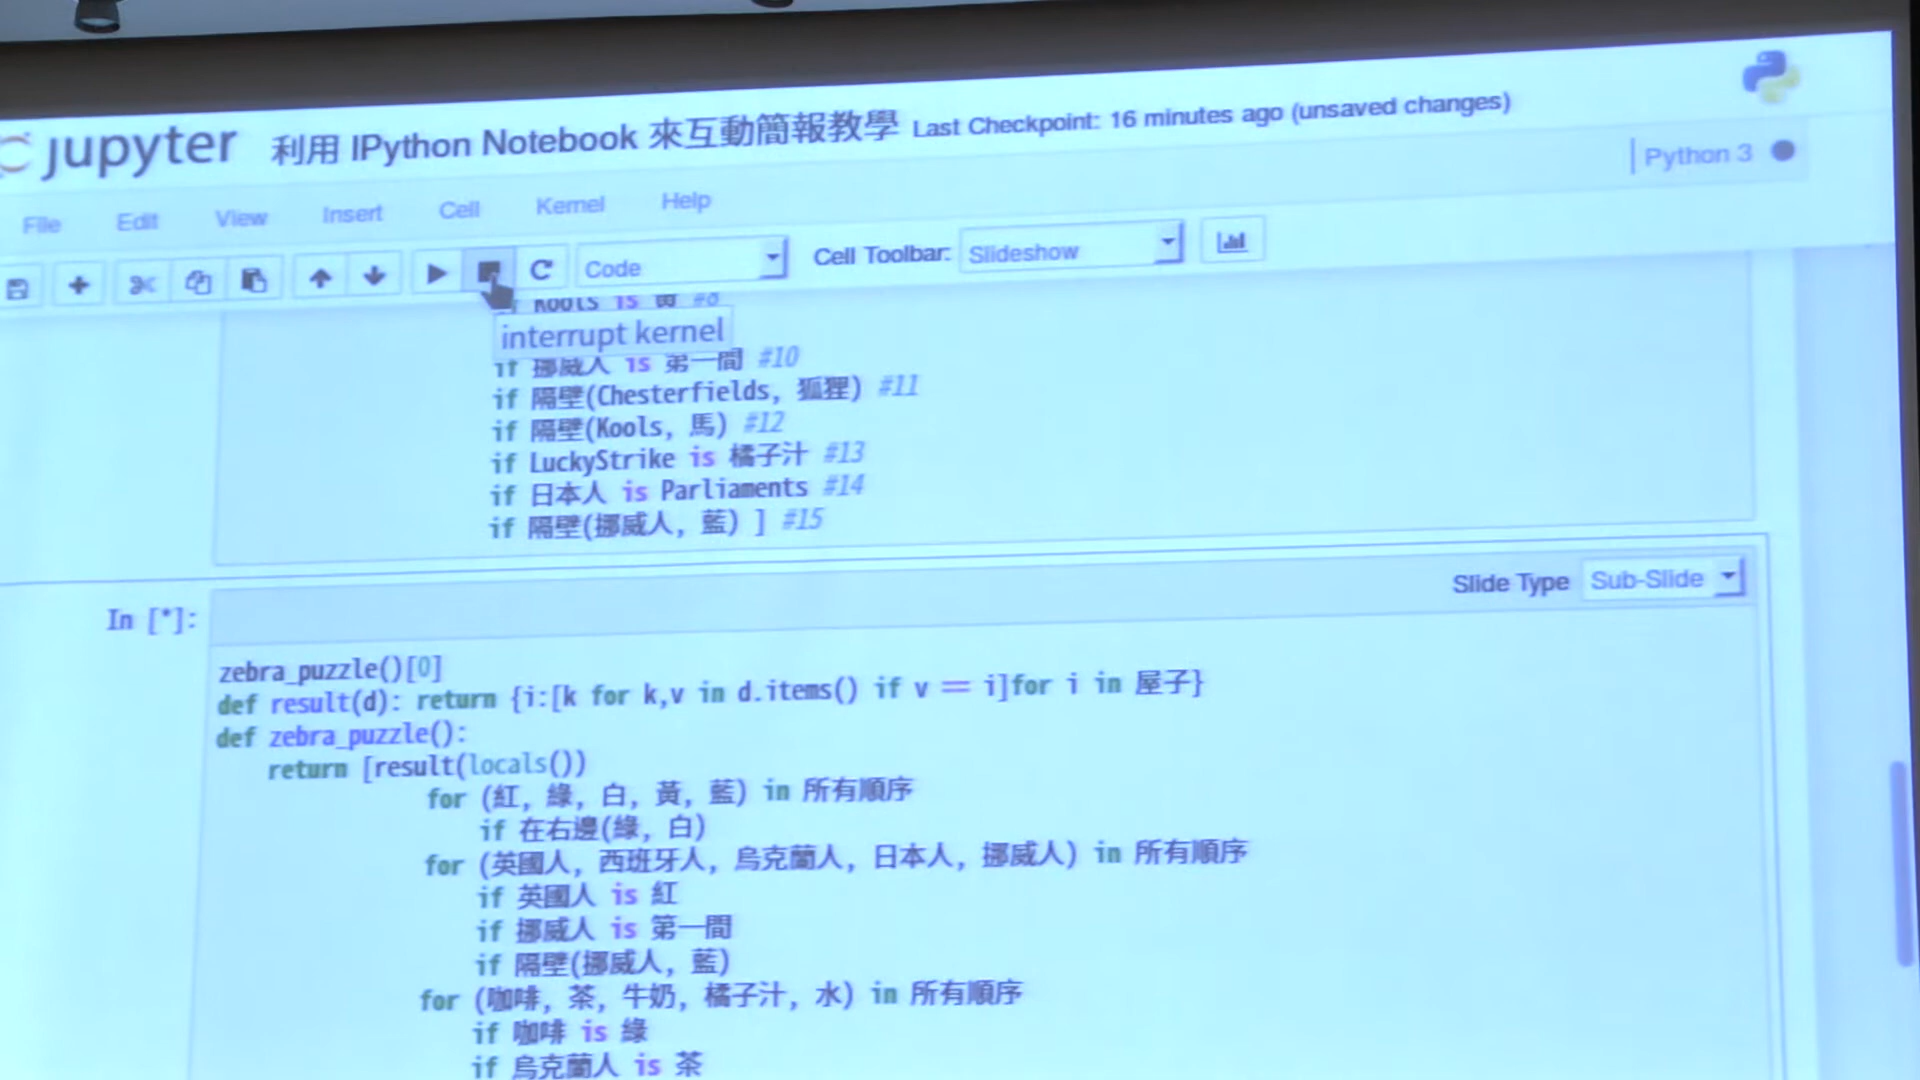 jupyter 利用 IPython Notebook 來互動簡報教學 Last Checkpoint: 16 minutes ago (unsaved changes)
File Edit View Insert Cell Kernel Help
Python 3
Code Cell Toolbar: Slideshow
Kools is 黃 #8
interrupt kernel
if 挪威人 is 第一間 #10
if 隔壁(Chesterfields, 狐狸) #11
if 隔壁(Kools, 馬) #12
if LuckyStrike is 橘子汁 #13
if 日本人 is Parliaments #14
if 隔壁(挪威人, 藍) ] #15
Slide Type Sub-Slide
In [*]:
zebra_puzzle()[0]
def result(d): return {i:[k for k,v in d.items() if v == i]for i in 屋子}
def zebra_puzzle():
return [result(locals())
for (紅, 綠, 白, 黃, 藍) in 所有順序
if 在右邊(綠, 白)
for (英國人, 西班牙人, 烏克蘭人, 日本人, 挪威人) in 所有順序
if 英國人 is 紅
if 挪威人 is 第一間
if 隔壁(挪威人, 藍)
for (咖啡, 茶, 牛奶, 橘子汁, 水) in 所有順序
if 咖啡 is 綠
if 烏克蘭人 is 茶